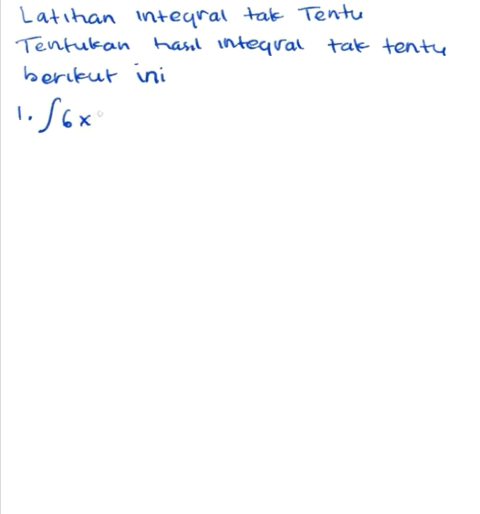 Latihan integral tak Tentu
Tentukan hasil integral tak tentu
berikut ini
1. ∫6x